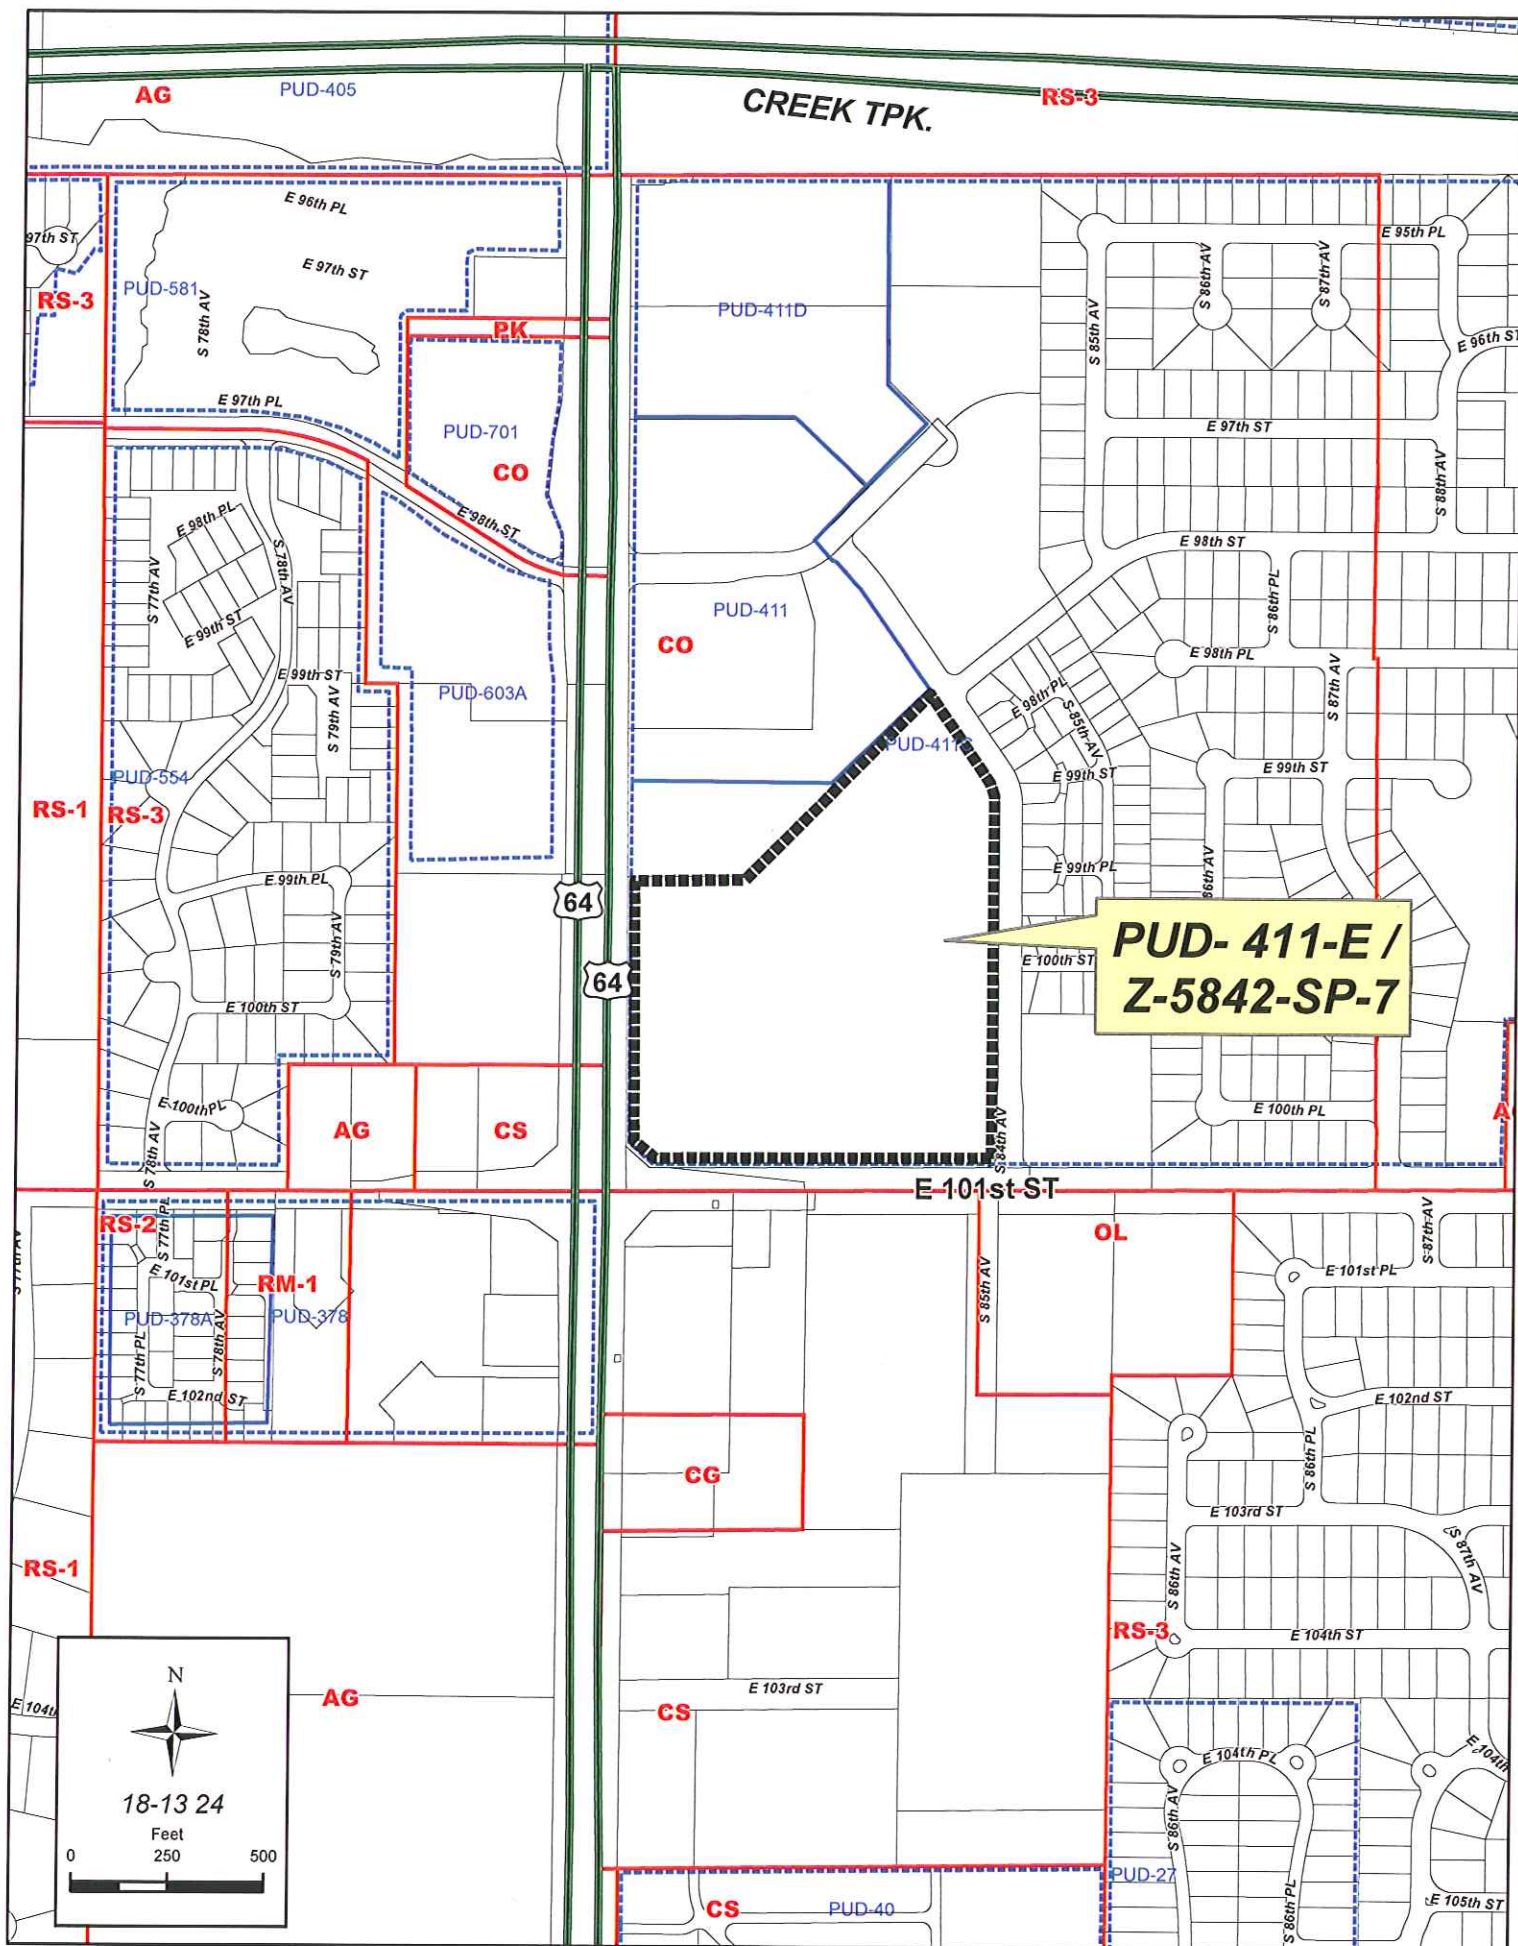 AG
PUD-405
CREEK TPK.
RS-3
E 96th PL
97th ST
E 97th ST
RS-3
PUD-581
S 78th AV
PK
E 97th PL
PUD-701
CO
E 98th ST
PUD-411D
E 95th PL
S 86th AV
S 87th AV
S 85th AV
E 96th ST
E 97th ST
S 88th AV
E 98th ST
E 98th PL
S 78th AV
S 77th AV
E 99th ST
E 99th ST
S 79th AV
PUD-603A
PUD-411
CO
S 86th PL
E 98th PL
S 87th AV
E 98th PL
S 85th AV
PUD-554
RS-1
RS-3
E 99th ST
E 99th ST
E 99th PL
S 79th AV
E 99th PL
86th AV
64
64
PUD- 411-E /
Z-5842-SP-7
E 100th ST
E 100th ST
E 100th PL
S 78th AV
AG
CS
S 84th AV
E 100th PL
E 101st ST
RS-2
S 77th PL
E 101st PL
RM-1
PUD-378A
PUD-378
S 77th PL
S 78th AV
E 102nd ST
OL
S 85th AV
S 87th AV
E 101st PL
E 102nd ST
S 86th PL
CG
E 103rd ST
S 87th AV
S 86th AV
RS-1
RS-3
E 104th ST
AG
E 103rd ST
CS
E 104th PL
E 104th
S 86th AV
PUD-27
S 86th PL
E 105th ST
CS
PUD-40
N
18-13 24
Feet
0 250 500